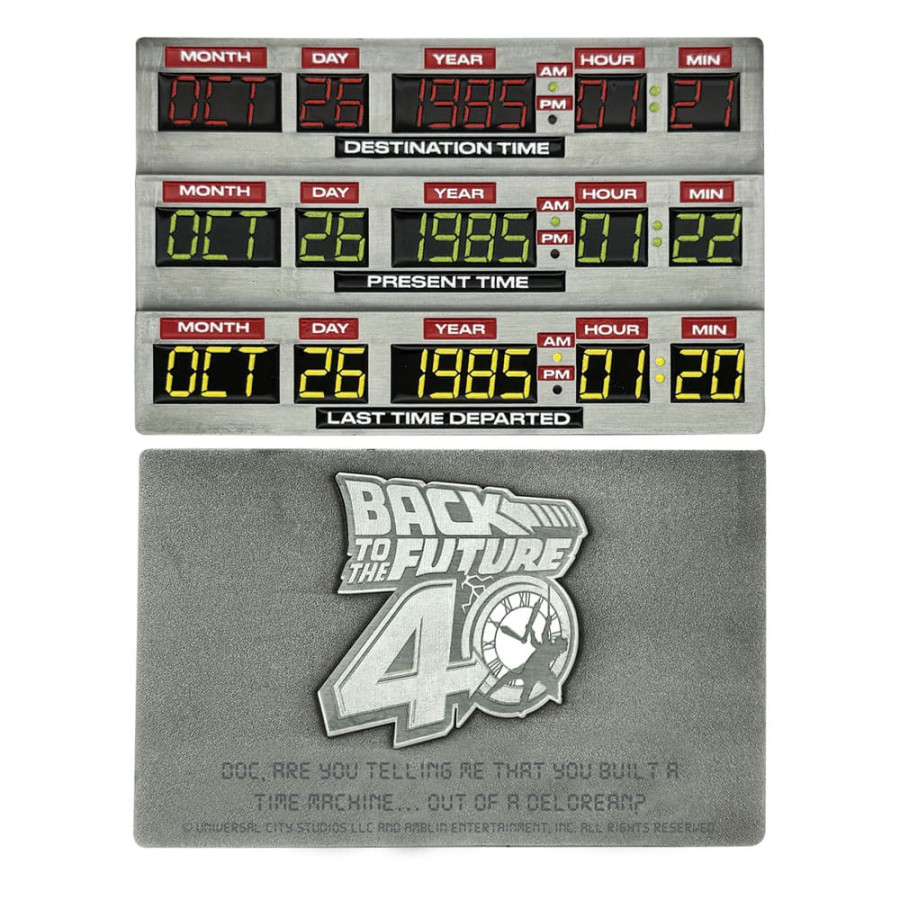 MONTH DAY YEAR AM HOUR MIN
OCT 26 1985 PM 01 21
DESTINATION TIME
MONTH DAY YEAR AM HOUR MIN
OCT 26 1985 PM 01 22
PRESENT TIME
MONTH DAY YEAR AM HOUR MIN
OCT 26 1985 PM 01 20
LAST TIME DEPARTED
BACK
TO THE FUTURE
40
DOC, ARE YOU TELLING ME THAT YOU BUILT A
TIME MACHINE... OUT OF A DELOREAN?
© UNIVERSAL CITY STUDIOS LLC AND AMBLIN ENTERTAINMENT, INC. ALL RIGHTS RESERVED.